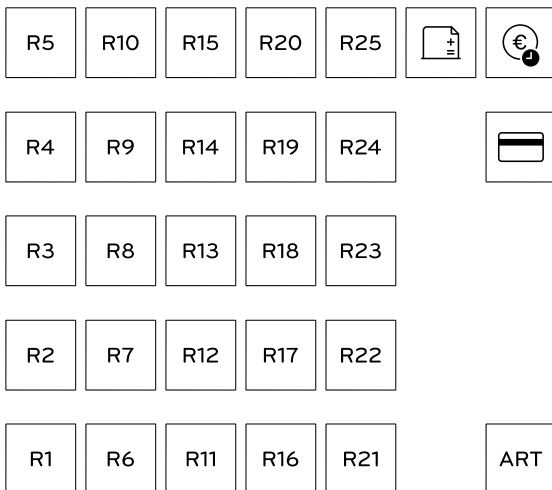 R5 R10 R15 R20 R25 + = €
R4 R9 R14 R19 R24
R3 R8 R13 R18 R23
R2 R7 R12 R17 R22
R1 R6 R11 R16 R21 ART